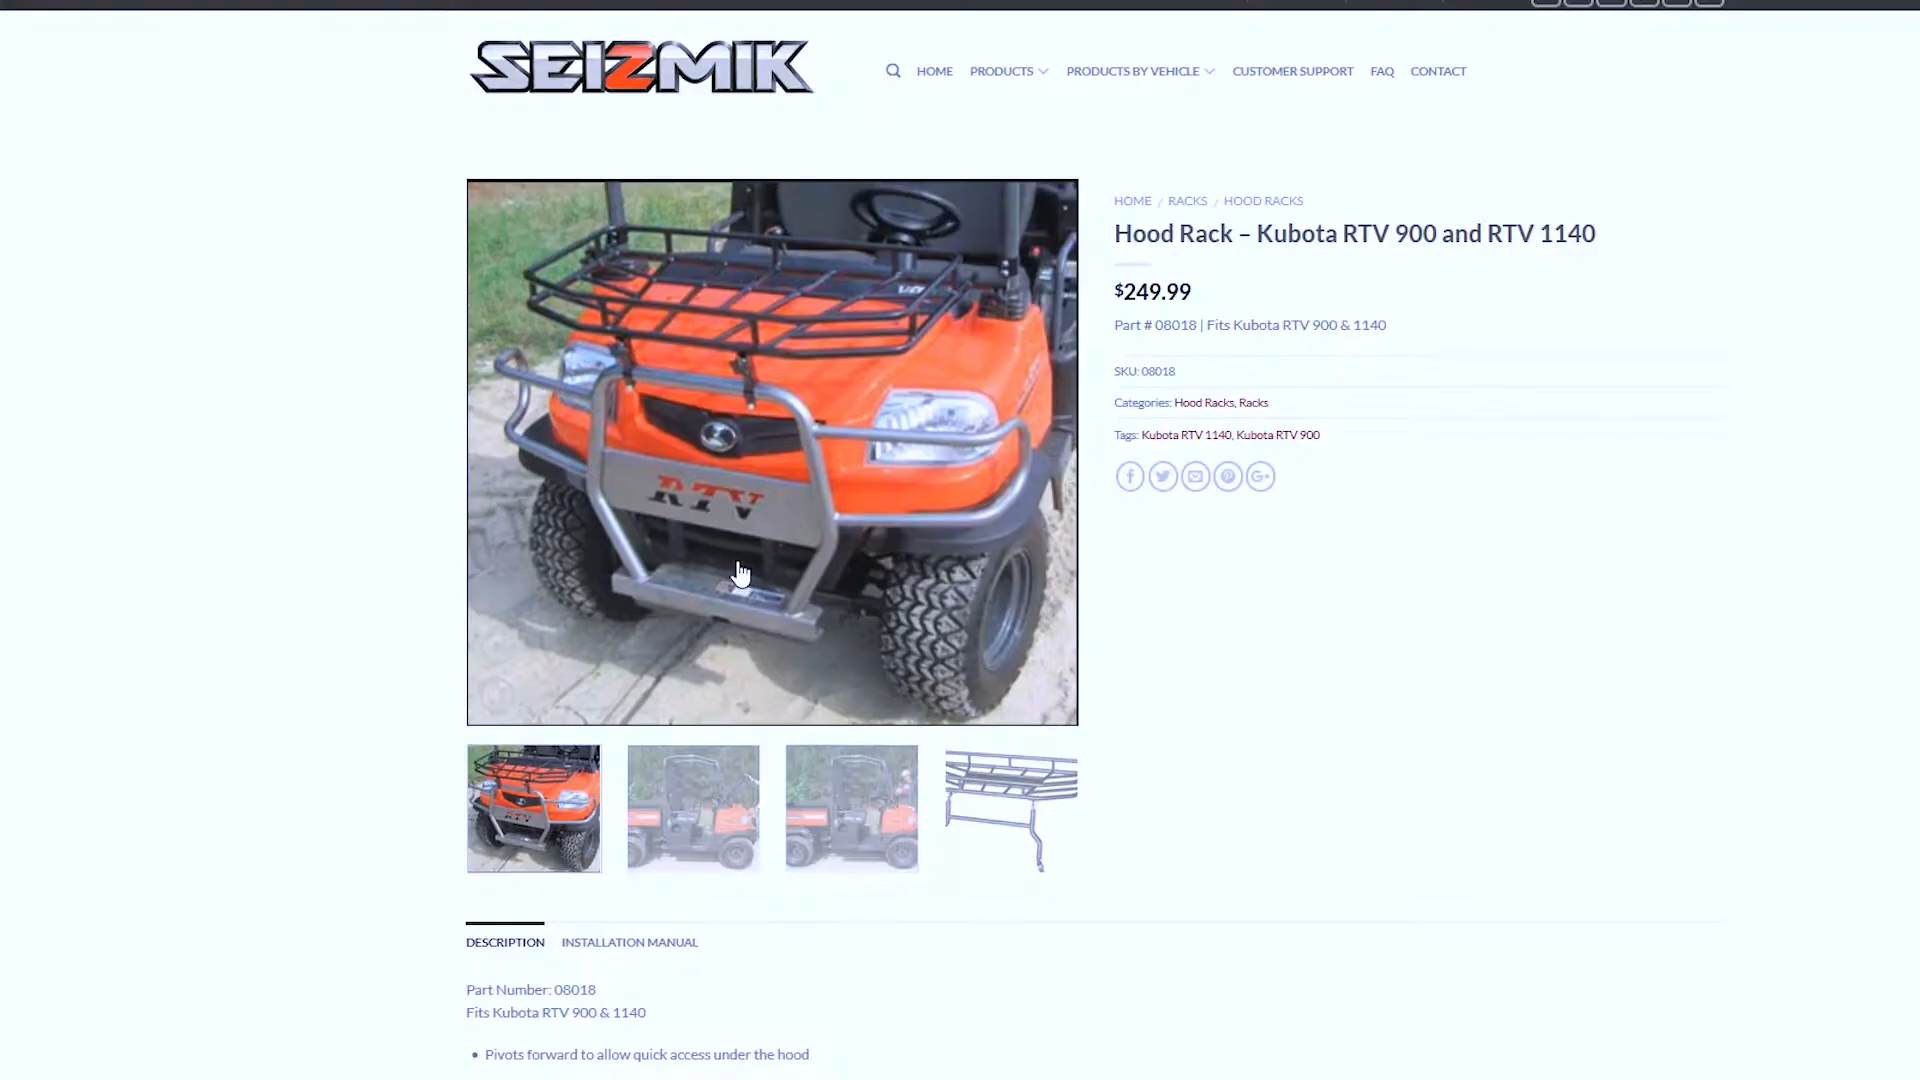 SEIZMIK
HOME PRODUCTS PRODUCTS BY VEHICLE CUSTOMER SUPPORT FAQ CONTACT
HOME / RACKS / HOOD RACKS
Hood Rack – Kubota RTV 900 and RTV 1140
$249.99
Part # 08018 | Fits Kubota RTV 900 & 1140
SKU: 08018
Categories: Hood Racks, Racks
Tags: Kubota RTV 1140, Kubota RTV 900
RTV
DESCRIPTION INSTALLATION MANUAL
Part Number: 08018
Fits Kubota RTV 900 & 1140
• Pivots forward to allow quick access under the hood